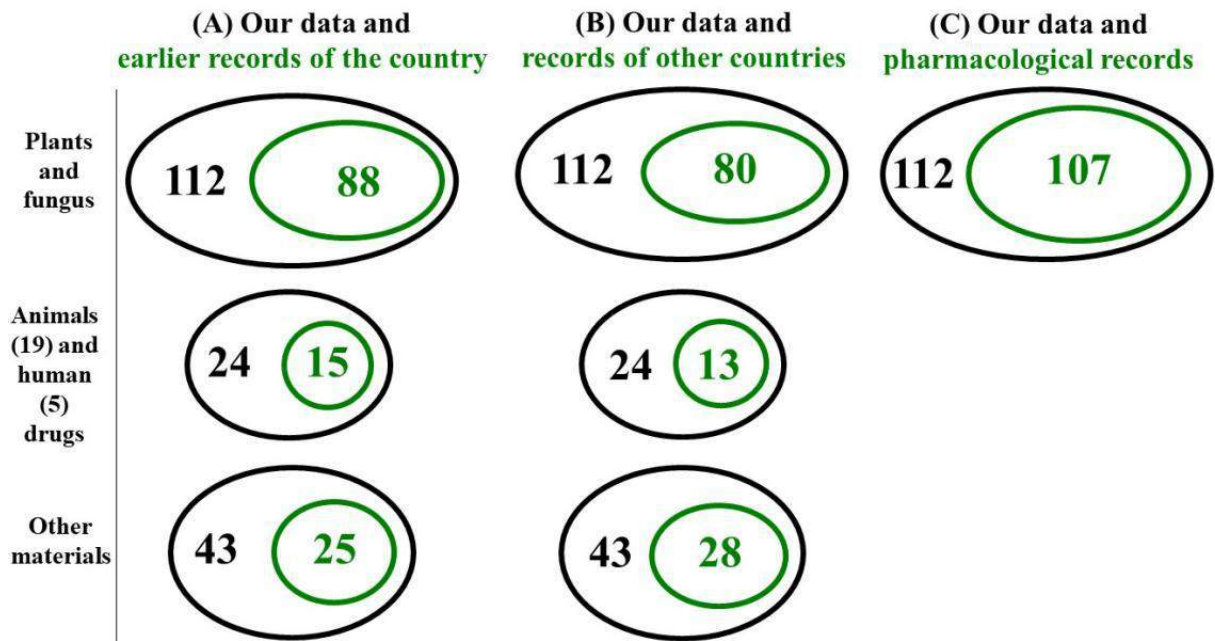 (A) Our data and
earlier records of the country
(B) Our data and
records of other countries
(C) Our data and
pharmacological records
Plants
and
fungus
112 88
112 80
112 107
Animals
(19) and
human
(5)
drugs
24 15
24 13
Other
materials
43 25
43 28